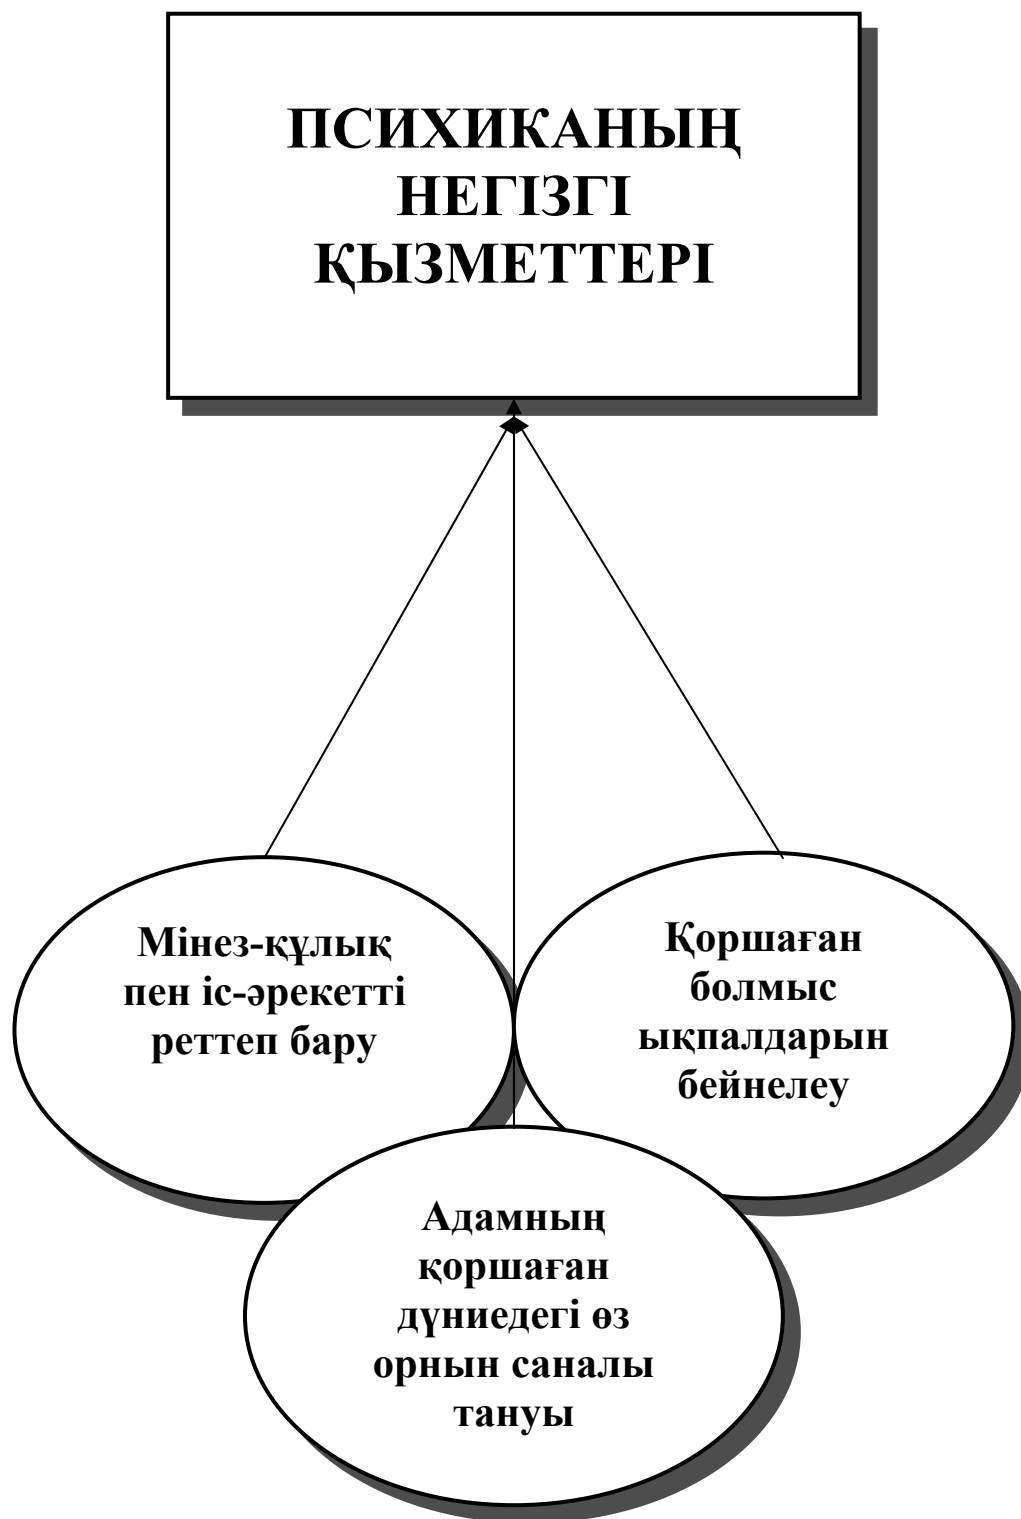 ПСИХИКАНЫҢ
НЕГІЗГІ
ҚЫЗМЕТТЕРІ
Мінез-құлық
пен іс-әрекетті
реттеп бару
Қоршаған
болмыс
ықпалдарын
бейнелеу
Адамның
қоршаған
дүниедегі өз
орнын саналы
тануы